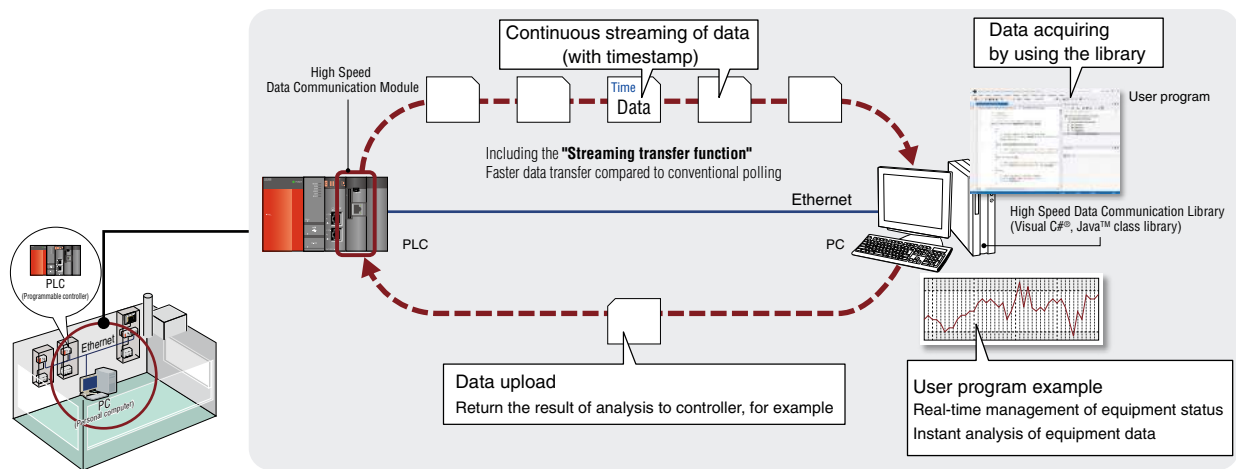 Continuous streaming of data
(with timestamp)
Data acquiring
by using the library
High Speed
Data Communication Module
Time
Data
User program
Including the "Streaming transfer function"
Faster data transfer compared to conventional polling
Ethernet
PLC
PC
High Speed Data Communication Library
(Visual C#®, Java™ class library)
PLC
(Programmable controller)
Ethernet
PC
(Personal computer)
Data upload
Return the result of analysis to controller, for example
User program example
Real-time management of equipment status
Instant analysis of equipment data